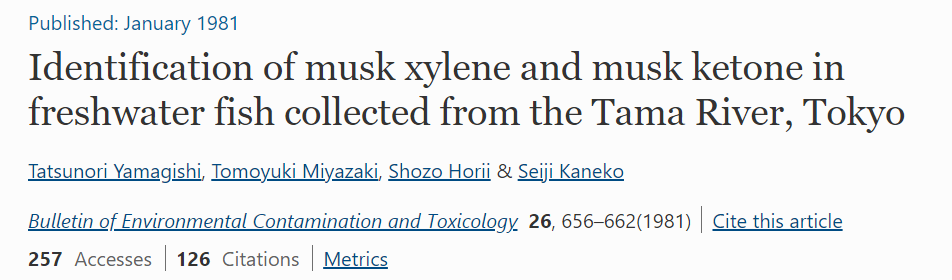 Published: January 1981
Identification of musk xylene and musk ketone in
freshwater fish collected from the Tama River, Tokyo
Tatsunori Yamagishi, Tomoyuki Miyazaki, Shozo Horii & Seiji Kaneko
Bulletin of Environmental Contamination and Toxicology 26, 656–662(1981) | Cite this article
257 Accesses | 126 Citations | Metrics